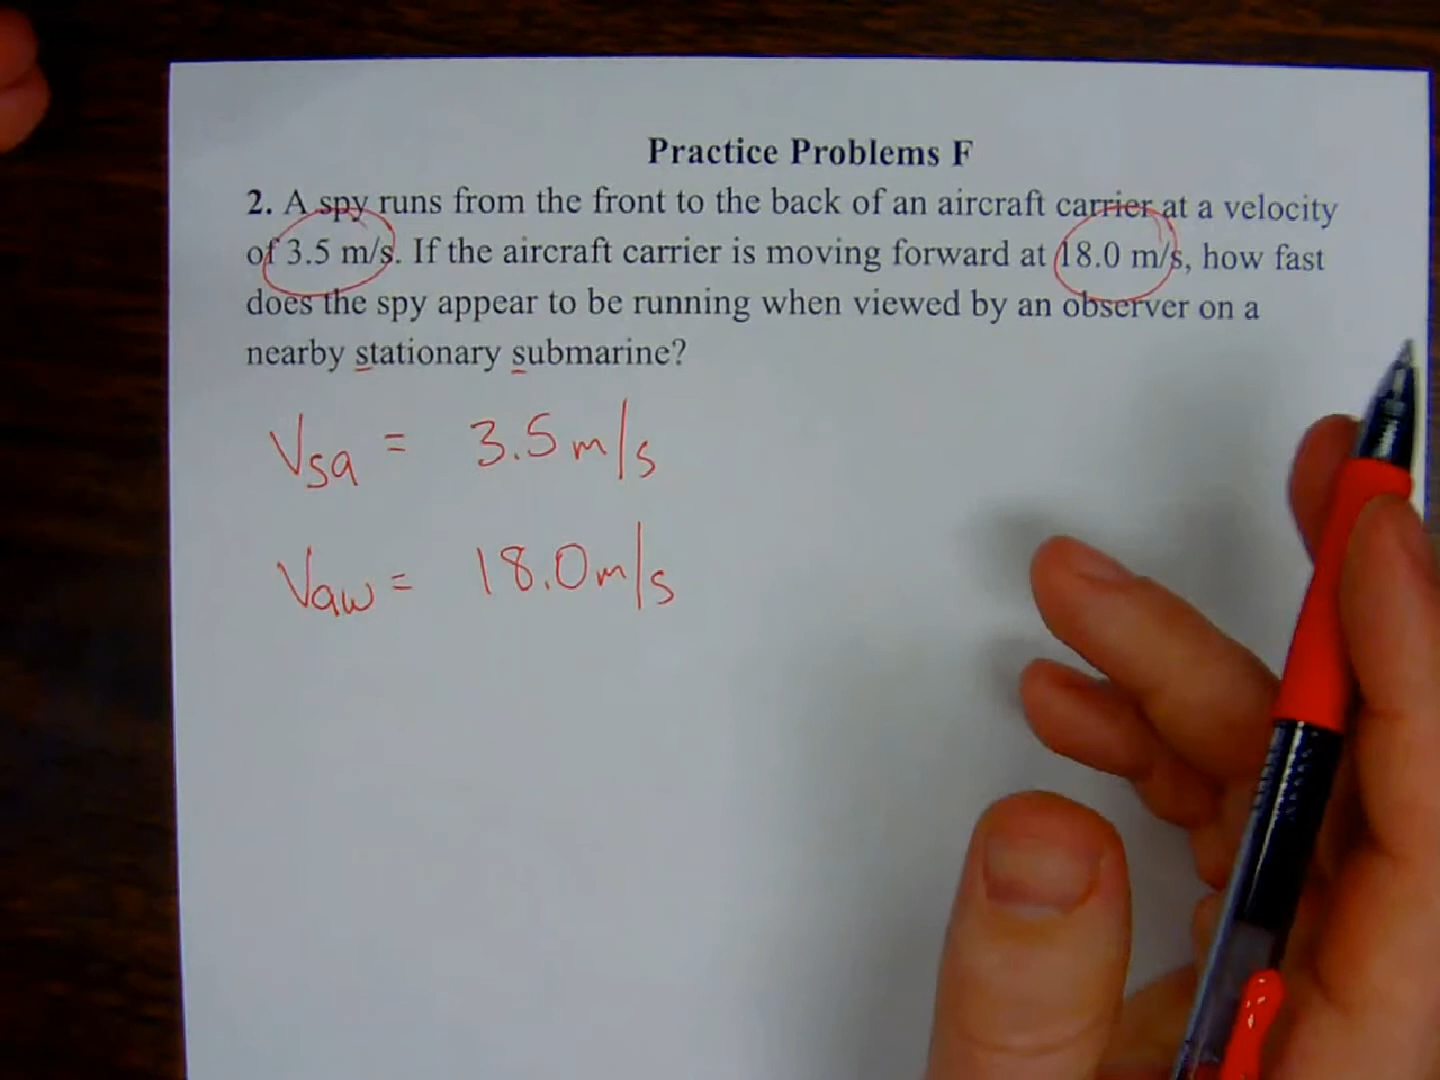 Practice Problems F
2. A spy runs from the front to the back of an aircraft carrier at a velocity
of 3.5 m/s. If the aircraft carrier is moving forward at 18.0 m/s, how fast
does the spy appear to be running when viewed by an observer on a
nearby stationary submarine?
Vsa = 3.5 m/s
Vaw = 18.0 m/s